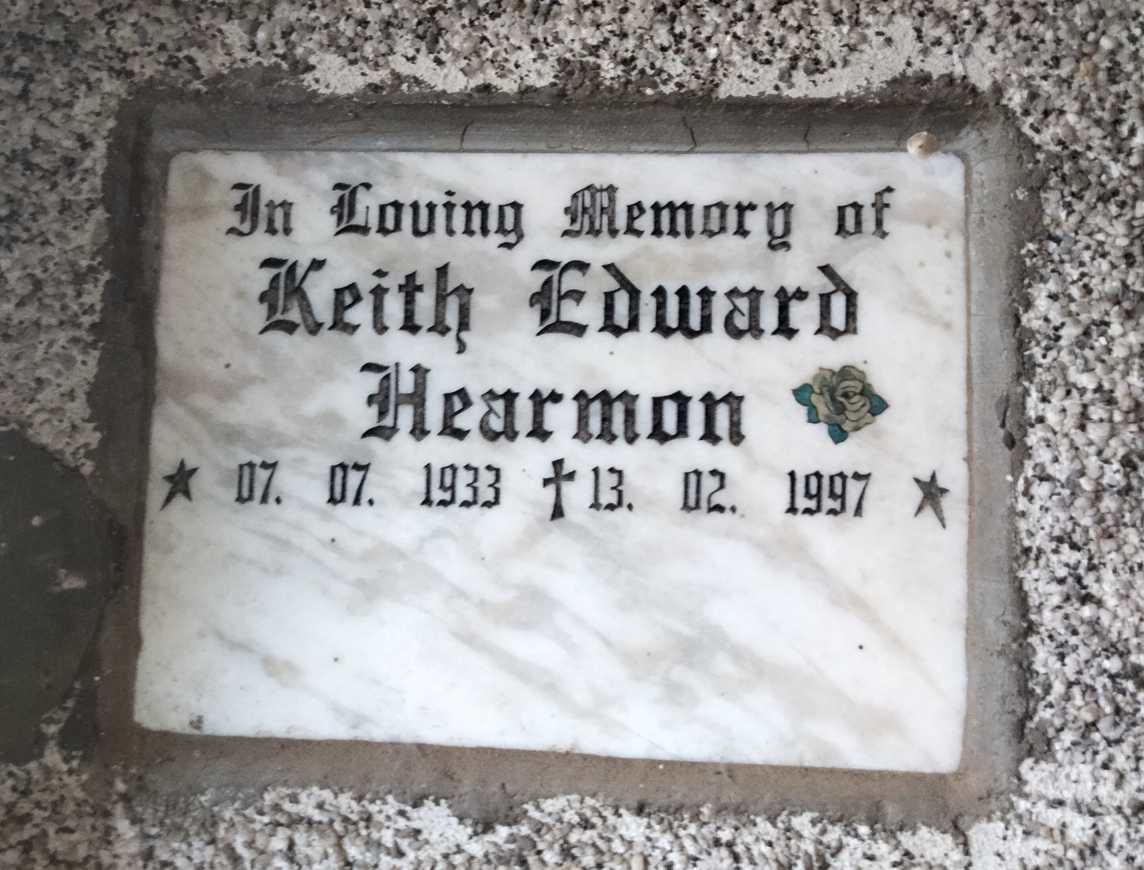 In Loving Memory of
Keith Edward
Hearmon
★ 07. 07. 1933 ✝ 13. 02. 1997 ★